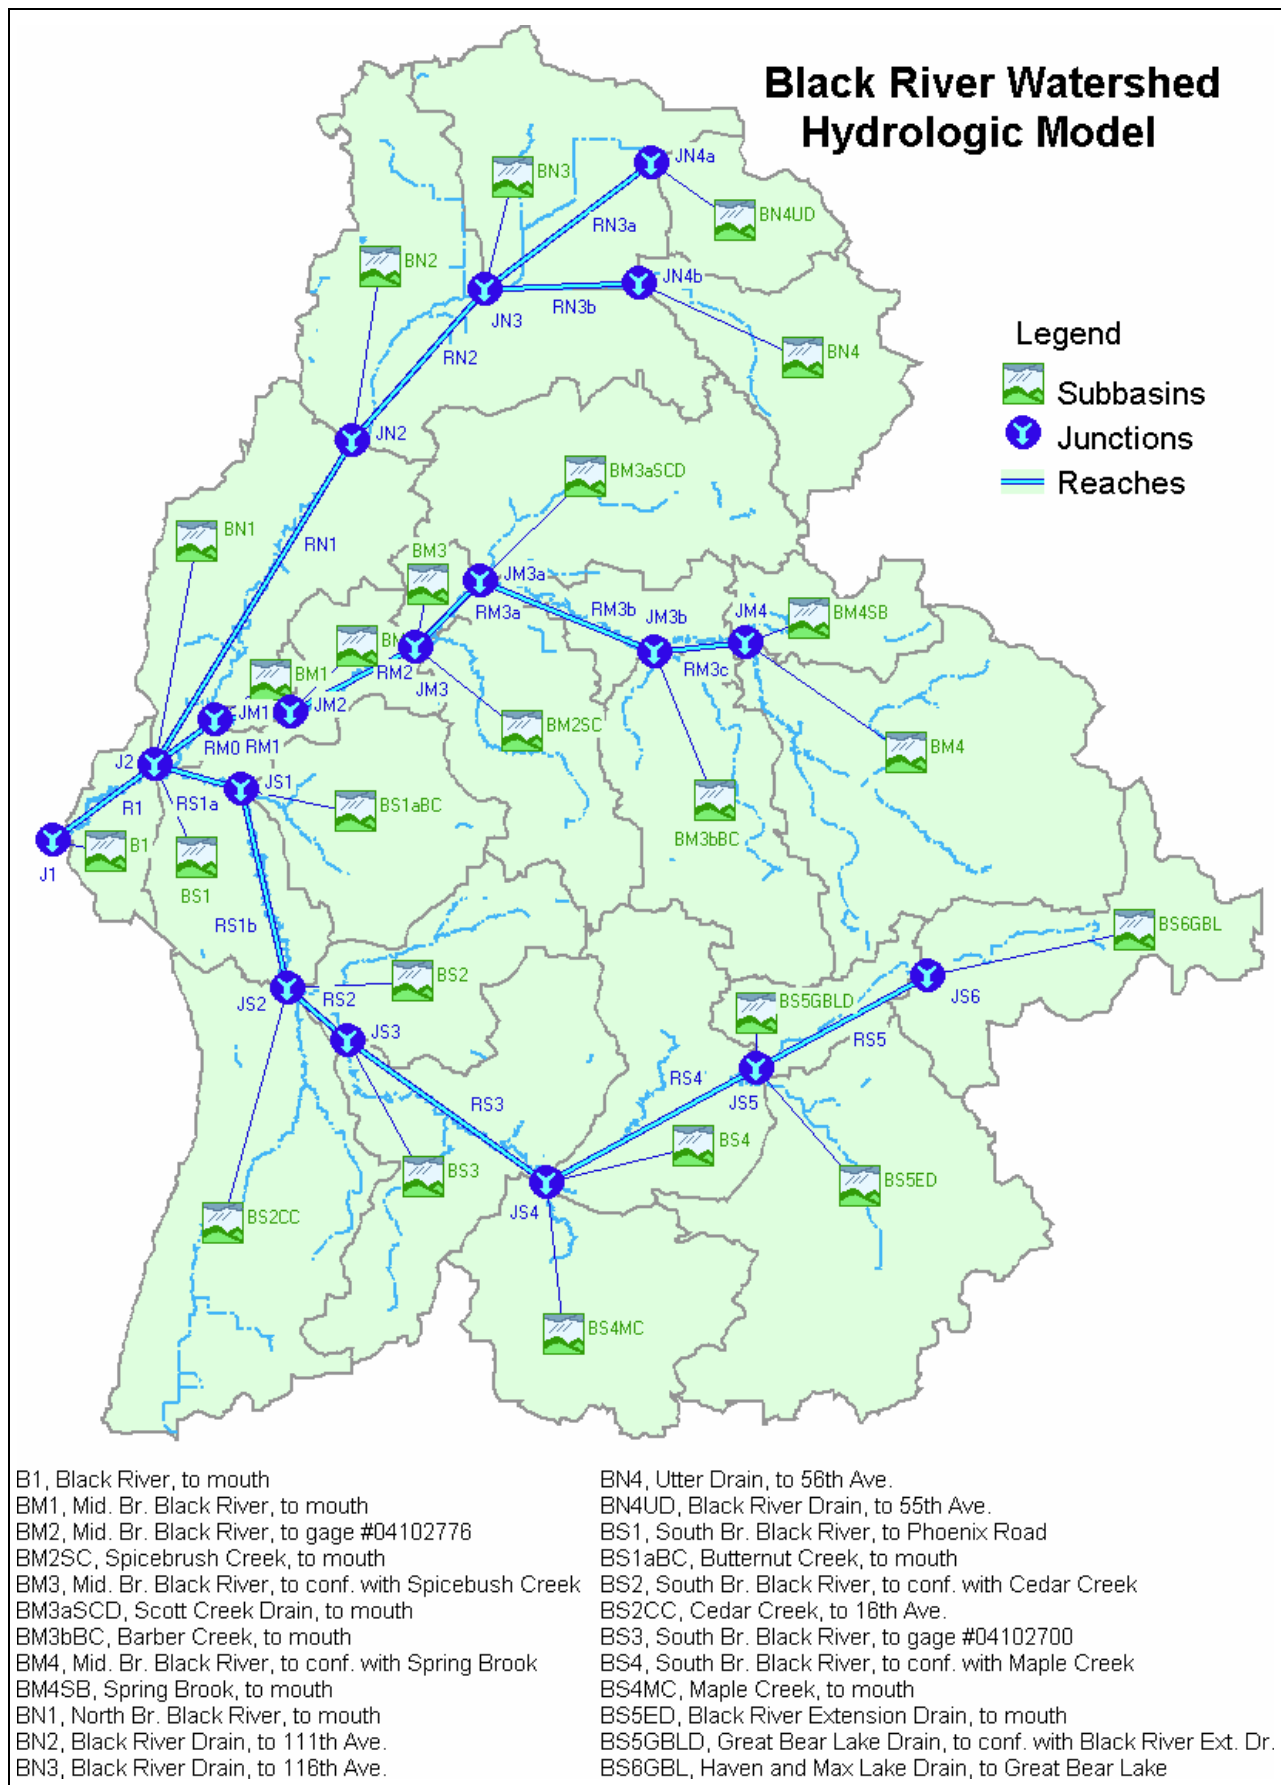 Black River Watershed
Hydrologic Model
JN4a
BN3
BN4UD
RN3a
BN2
JN4b
RN3b
JN3
Legend
BN4
RN2
Subbasins
JN2
Junctions
BM3aSCD
Reaches
BN1
RN1
BM3
JM3a
RM3a
RM3b
JM3b
JM4
BM4SB
BM
BM1
RM2
JM3
RM3c
JM2
JM1
BM2SC
RM0
RM1
BM4
J2
JS1
R1
RS1a
BS1aBC
BM3bBC
B1
J1
BS1
RS1b
BS6GBL
BS2
JS2
RS2
JS6
BS5GBLD
JS3
RS5
RS4
JS5
RS3
BS4
BS3
BS5ED
JS4
BS2CC
BS4MC
B1, Black River, to mouth
BM1, Mid. Br. Black River, to mouth
BM2, Mid. Br. Black River, to gage #04102776
BM2SC, Spicebrush Creek, to mouth
BM3, Mid. Br. Black River, to conf. with Spicebush Creek
BM3aSCD, Scott Creek Drain, to mouth
BM3bBC, Barber Creek, to mouth
BM4, Mid. Br. Black River, to conf. with Spring Brook
BM4SB, Spring Brook, to mouth
BN1, North Br. Black River, to mouth
BN2, Black River Drain, to 111th Ave.
BN3, Black River Drain, to 116th Ave.
BN4, Utter Drain, to 56th Ave.
BN4UD, Black River Drain, to 55th Ave.
BS1, South Br. Black River, to Phoenix Road
BS1aBC, Butternut Creek, to mouth
BS2, South Br. Black River, to conf. with Cedar Creek
BS2CC, Cedar Creek, to 16th Ave.
BS3, South Br. Black River, to gage #04102700
BS4, South Br. Black River, to conf. with Maple Creek
BS4MC, Maple Creek, to mouth
BS5ED, Black River Extension Drain, to mouth
BS5GBLD, Great Bear Lake Drain, to conf. with Black River Ext. Dr.
BS6GBL, Haven and Max Lake Drain, to Great Bear Lake